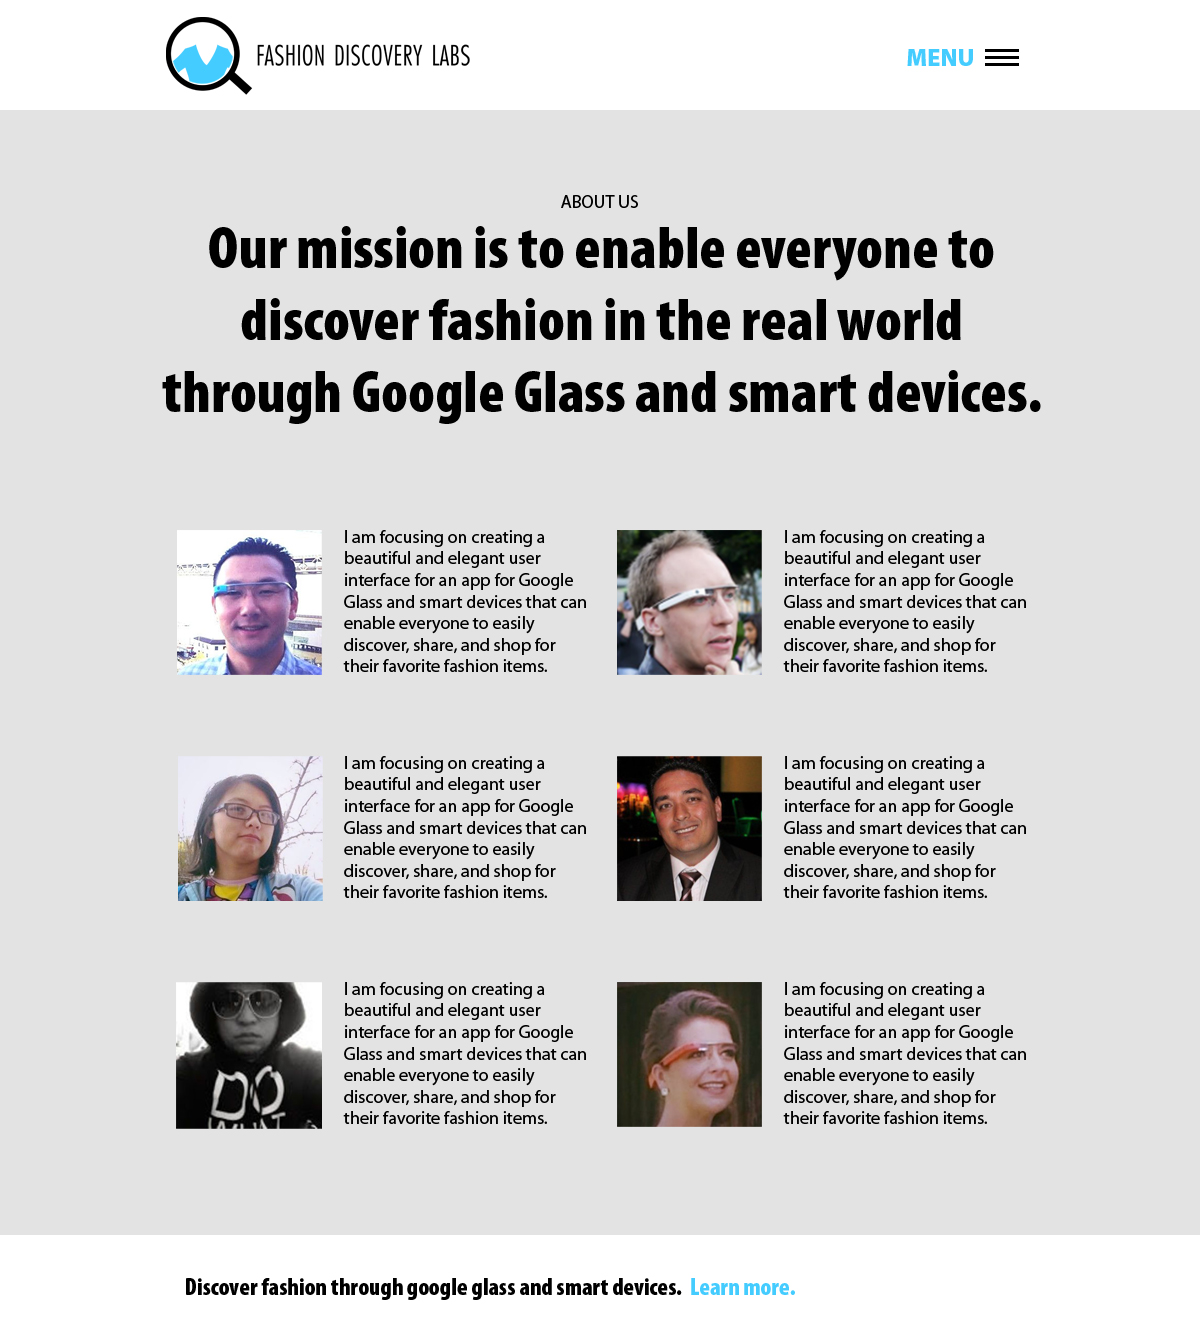 FASHION DISCOVERY LABS
MENU
ABOUT US
Our mission is to enable everyone to
discover fashion in the real world
through Google Glass and smart devices.
I am focusing on creating a
beautiful and elegant user
interface for an app for Google
Glass and smart devices that can
enable everyone to easily
discover, share, and shop for
their favorite fashion items.
I am focusing on creating a
beautiful and elegant user
interface for an app for Google
Glass and smart devices that can
enable everyone to easily
discover, share, and shop for
their favorite fashion items.
I am focusing on creating a
beautiful and elegant user
interface for an app for Google
Glass and smart devices that can
enable everyone to easily
discover, share, and shop for
their favorite fashion items.
I am focusing on creating a
beautiful and elegant user
interface for an app for Google
Glass and smart devices that can
enable everyone to easily
discover, share, and shop for
their favorite fashion items.
DO
I am focusing on creating a
beautiful and elegant user
interface for an app for Google
Glass and smart devices that can
enable everyone to easily
discover, share, and shop for
their favorite fashion items.
I am focusing on creating a
beautiful and elegant user
interface for an app for Google
Glass and smart devices that can
enable everyone to easily
discover, share, and shop for
their favorite fashion items.
Discover fashion through google glass and smart devices. Learn more.